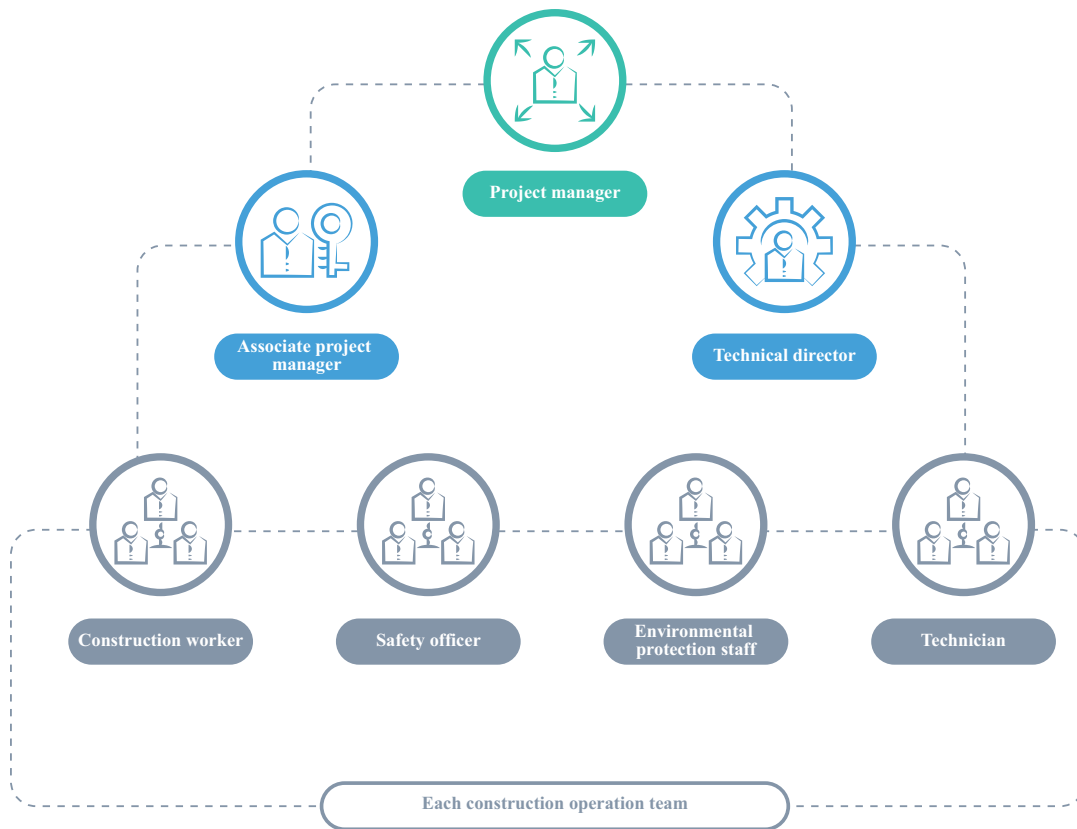 Project manager
Associate project
manager
Technical director
Construction worker
Safety officer
Environmental
protection staff
Technician
Each construction operation team